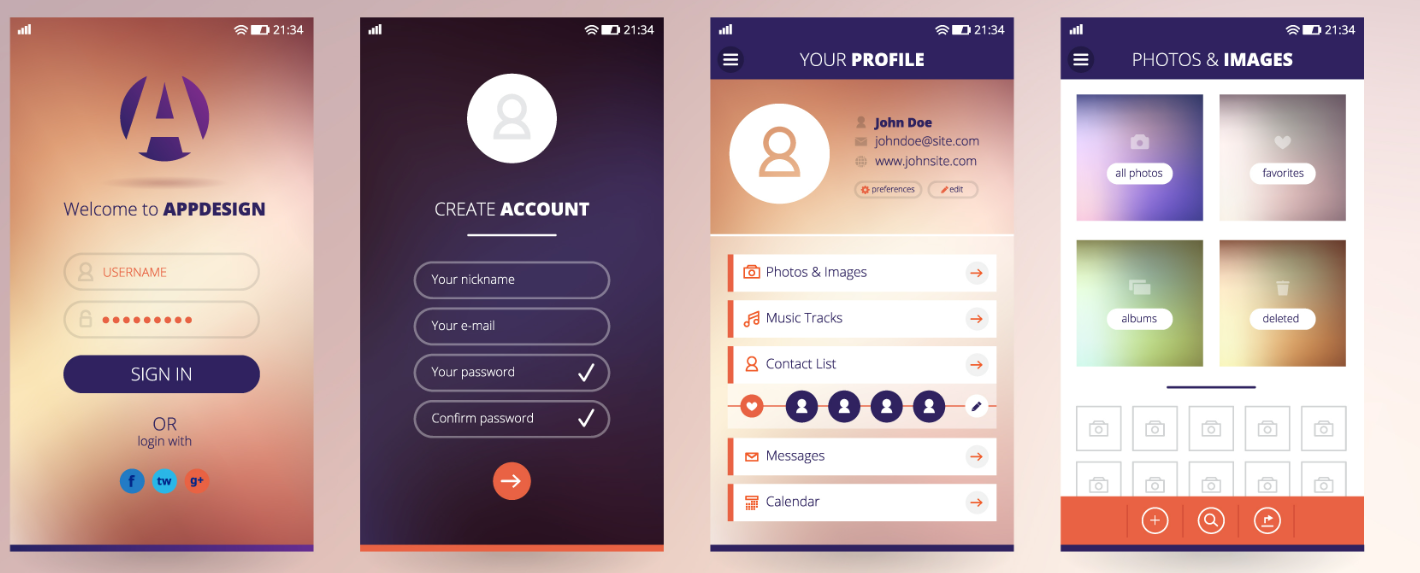 21:34
A
Welcome to APPDESIGN
USERNAME
SIGN IN
OR
login with
f tw g+
21:34
CREATE ACCOUNT
Your nickname
Your e-mail
Your password
Confirm password
21:34
YOUR PROFILE
John Doe
johndoe@site.com
www.johnsite.com
preferences edit
Photos & Images
Music Tracks
Contact List
Messages
Calendar
21:34
PHOTOS & IMAGES
all photos favorites
albums deleted